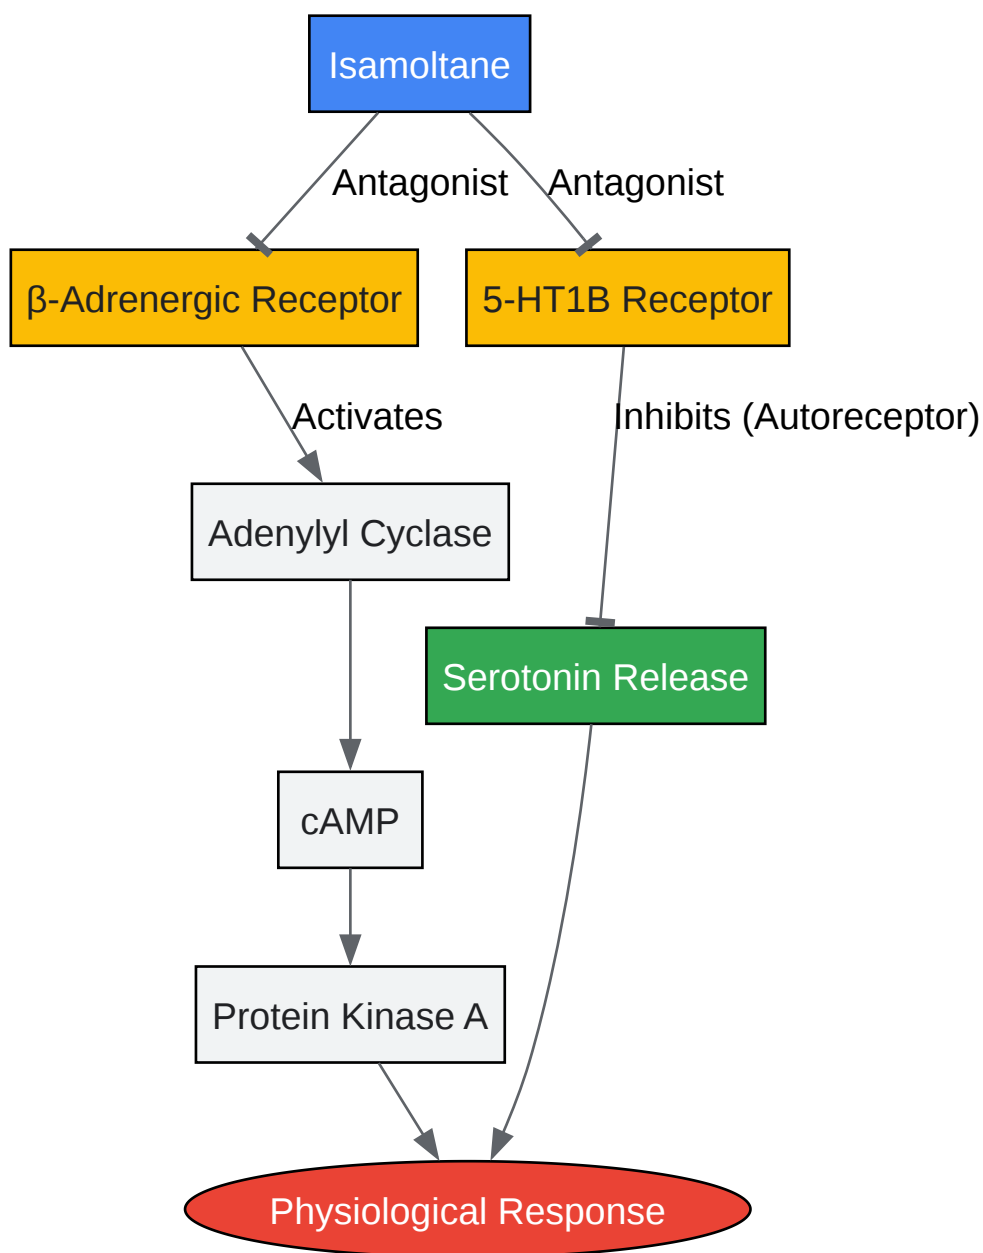 Isamoltane
Antagonist
Antagonist
β-Adrenergic Receptor
5-HT1B Receptor
Activates
Inhibits (Autoreceptor)
Adenylyl Cyclase
Serotonin Release
cAMP
Protein Kinase A
Physiological Response